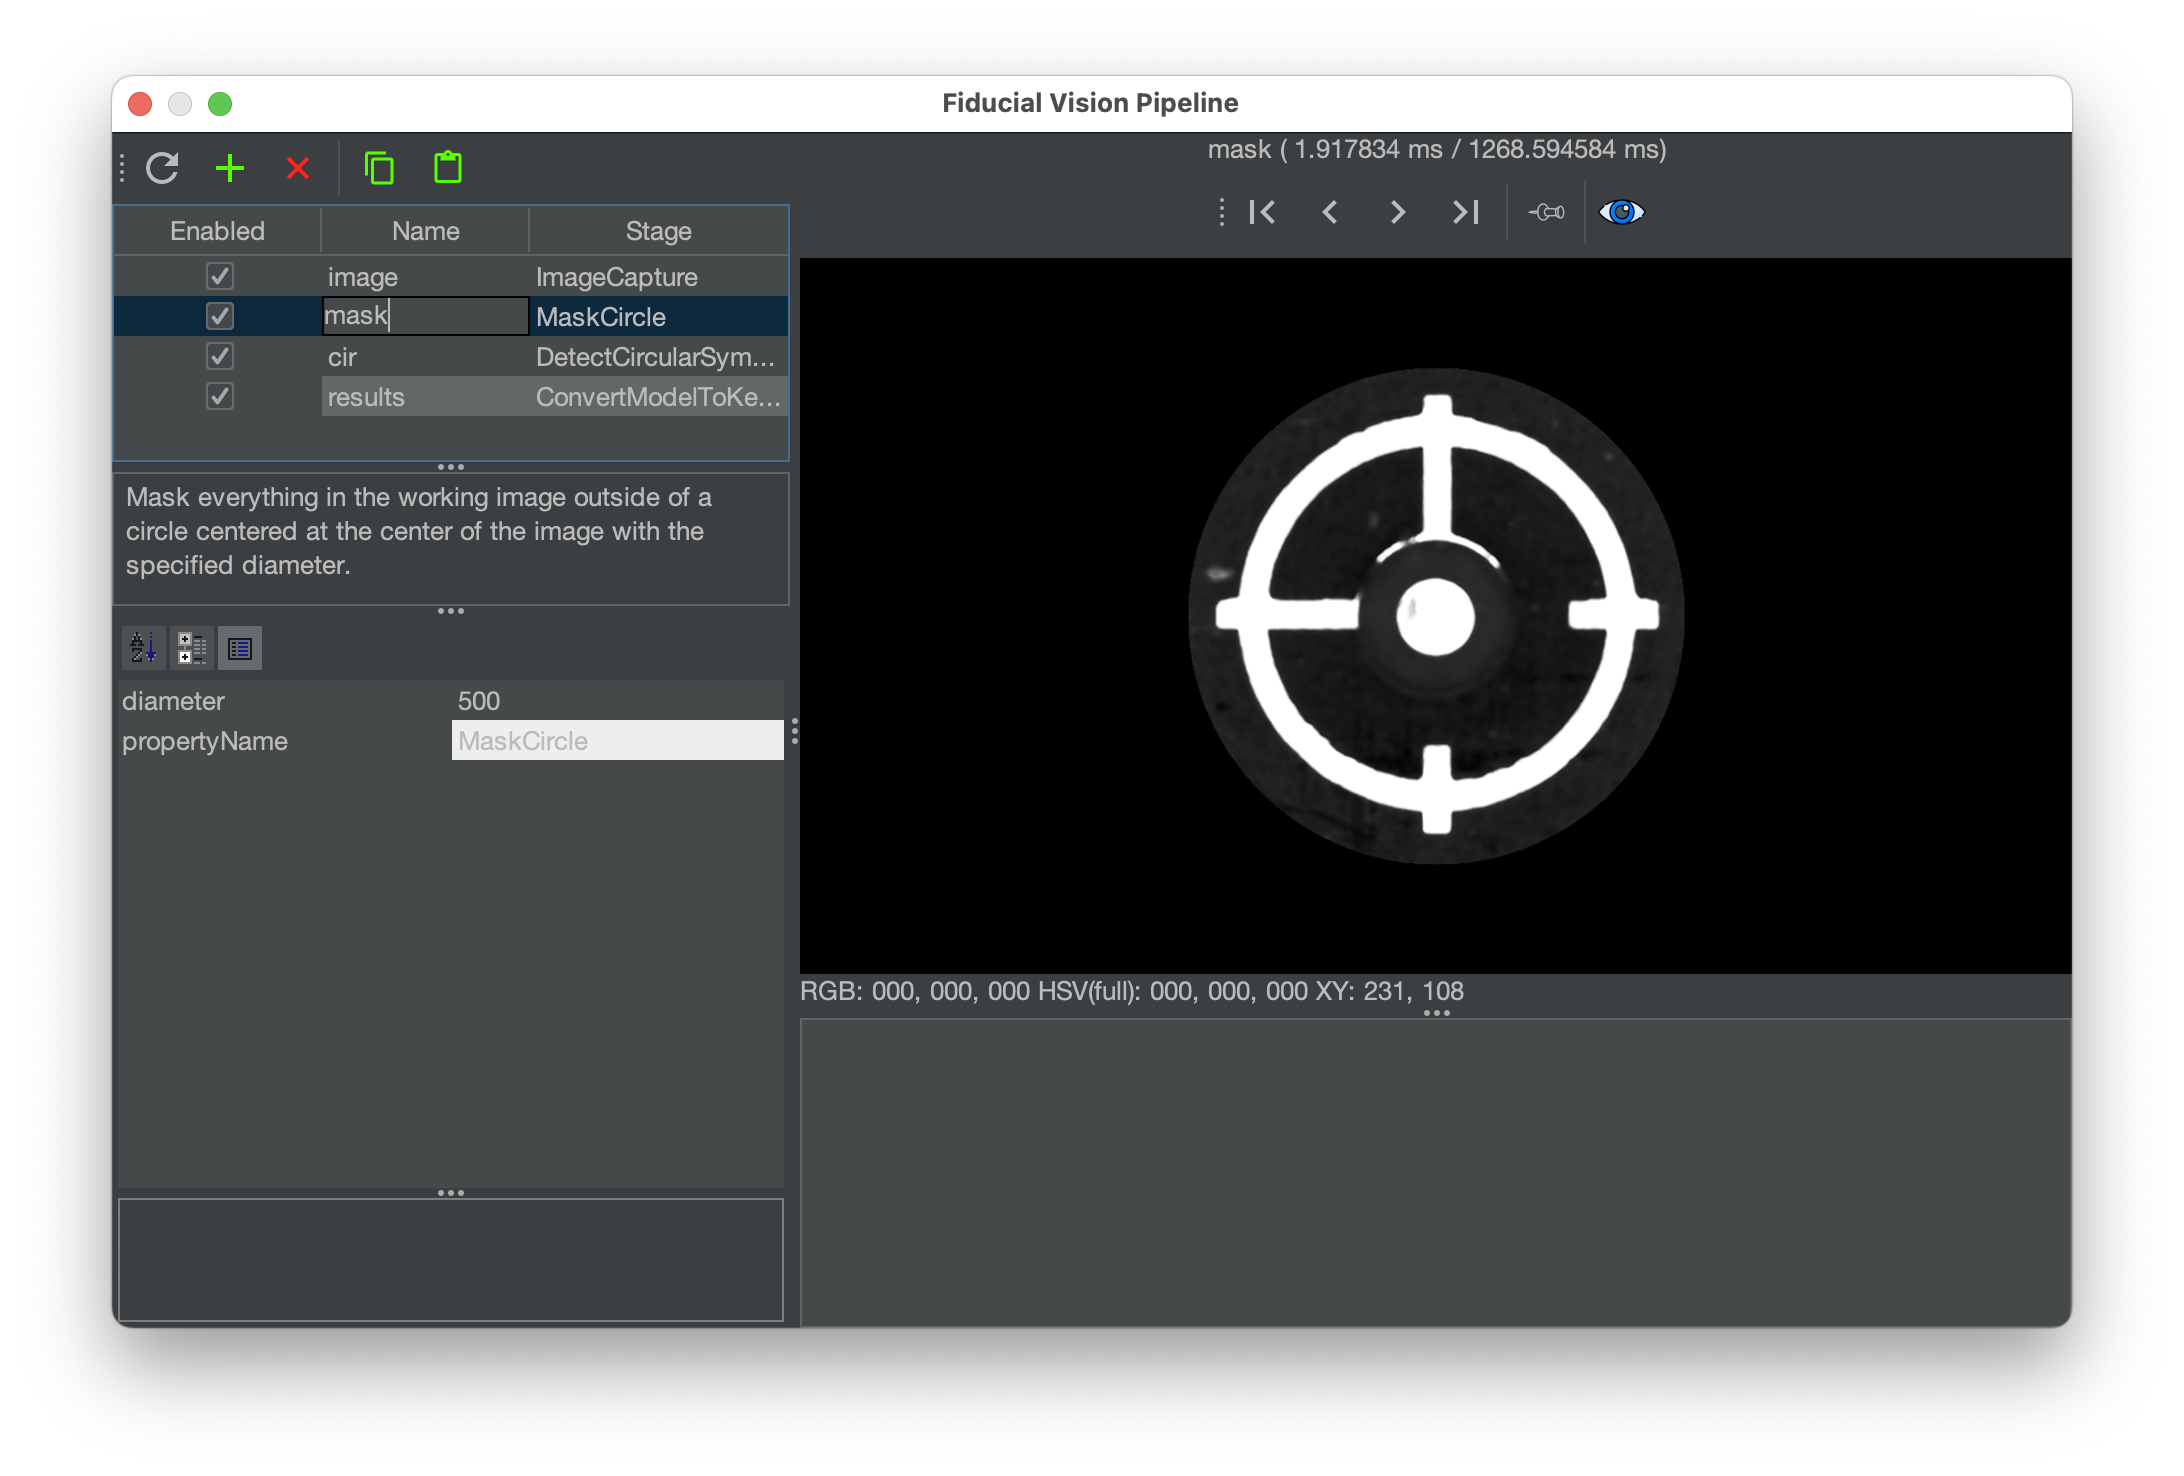 Fiducial Vision Pipeline
mask ( 1.917834 ms / 1268.594584 ms)
Enabled Name Stage
image ImageCapture
mask MaskCircle
cir DetectCircularSym...
results ConvertModelToKe...
Mask everything in the working image outside of a
circle centered at the center of the image with the
specified diameter.
diameter 500
propertyName MaskCircle
RGB: 000, 000, 000 HSV(full): 000, 000, 000 XY: 231, 108